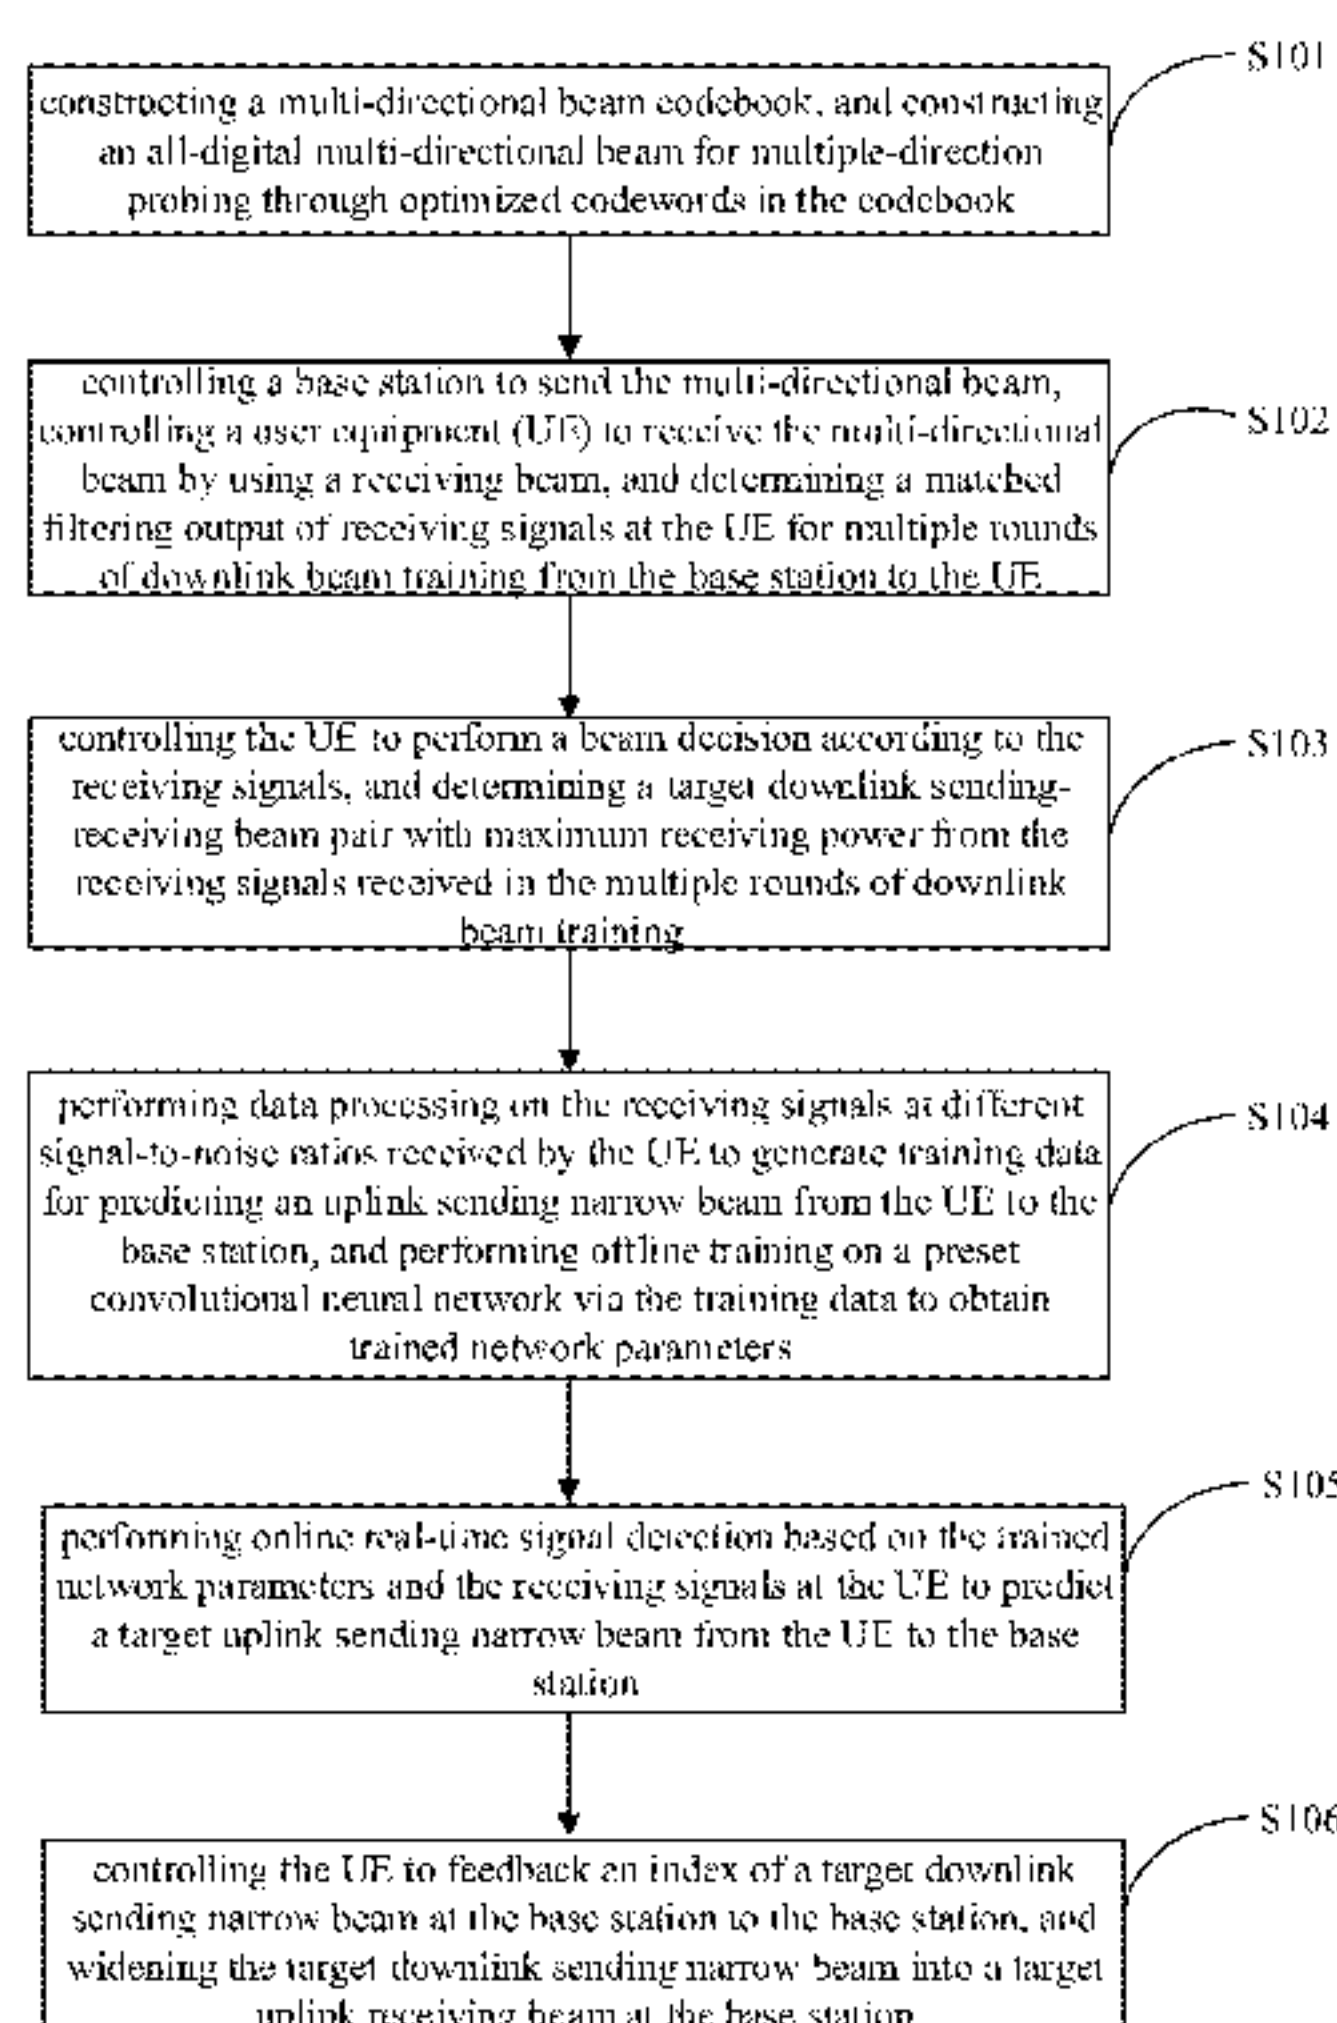 S101
constructing a multi-directional beam codebook, and constructing
an all-digital multi-directional beam for multiple-direction
probing through optimized codewords in the codebook
S102
controlling a base station to send the multi-directional beam,
controlling a user equipment (UE) to receive the multi-directional
beam by using a receiving beam, and determining a matched
filtering output of receiving signals at the UE for multiple rounds
of downlink beam training from the base station to the UE
S103
controlling the UE to perform a beam decision according to the
receiving signals, and determining a target downlink sending-
receiving beam pair with maximum receiving power from the
receiving signals received in the multiple rounds of downlink
beam training
S104
performing data processing on the receiving signals at different
signal-to-noise ratios received by the UE to generate training data
for predicting an uplink sending narrow beam from the UE to the
base station, and performing offline training on a preset
convolutional neural network via the training data to obtain
trained network parameters
S105
performing online real-time signal detection based on the trained
network parameters and the receiving signals at the UE to predict
a target uplink sending narrow beam from the UE to the base
station
S106
controlling the UE to feedback an index of a target downlink
sending narrow beam at the base station to the base station, and
widening the target downlink sending narrow beam into a target
uplink receiving beam at the base station